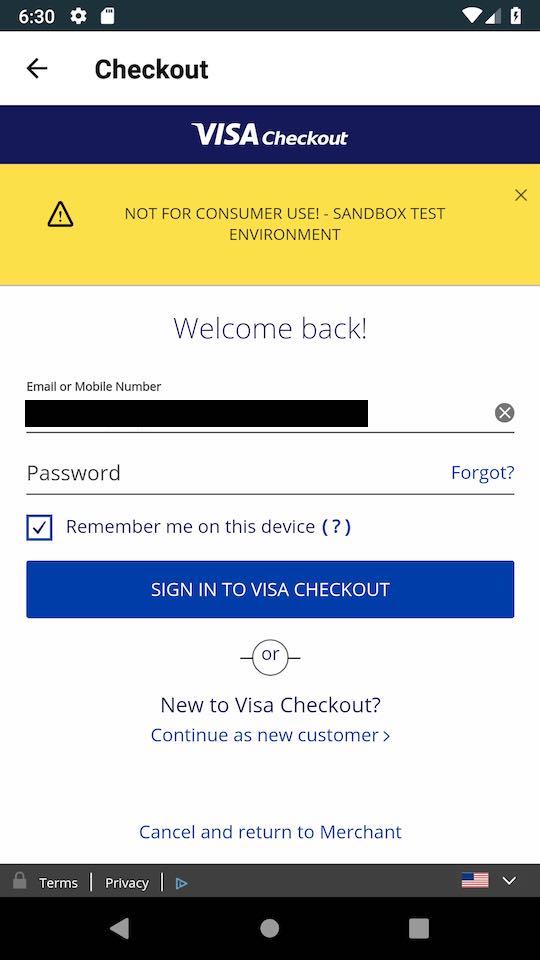 6:30
Checkout
VISA Checkout
NOT FOR CONSUMER USE! - SANDBOX TEST
ENVIRONMENT
Welcome back!
Email or Mobile Number
Password Forgot?
Remember me on this device (?)
SIGN IN TO VISA CHECKOUT
or
New to Visa Checkout?
Continue as new customer
Cancel and return to Merchant
Terms Privacy